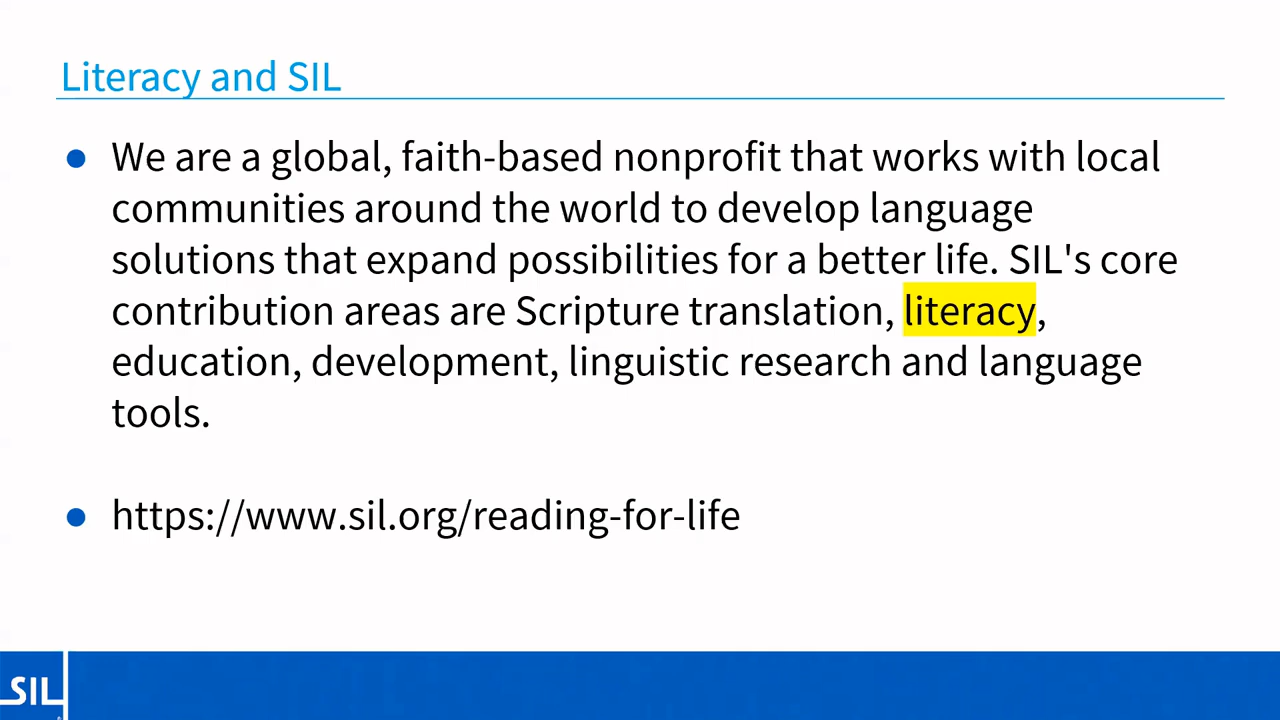 Literacy and SIL
● We are a global, faith-based nonprofit that works with local
communities around the world to develop language
solutions that expand possibilities for a better life. SIL's core
contribution areas are Scripture translation, literacy,
education, development, linguistic research and language
tools.
● https://www.sil.org/reading-for-life
SIL